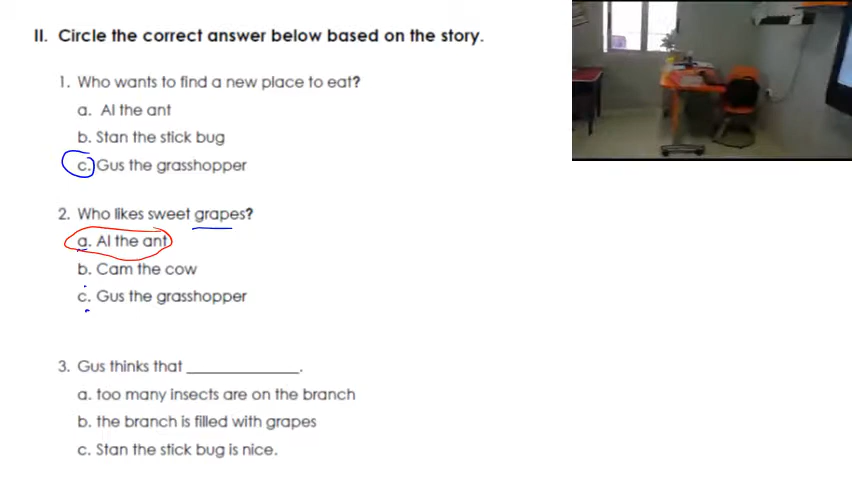 II. Circle the correct answer below based on the story.
1. Who wants to find a new place to eat?
a. Al the ant
b. Stan the stick bug
c. Gus the grasshopper
2. Who likes sweet grapes?
a. Al the ant
b. Cam the cow
c. Gus the grasshopper
3. Gus thinks that ______________.
a. too many insects are on the branch
b. the branch is filled with grapes
c. Stan the stick bug is nice.